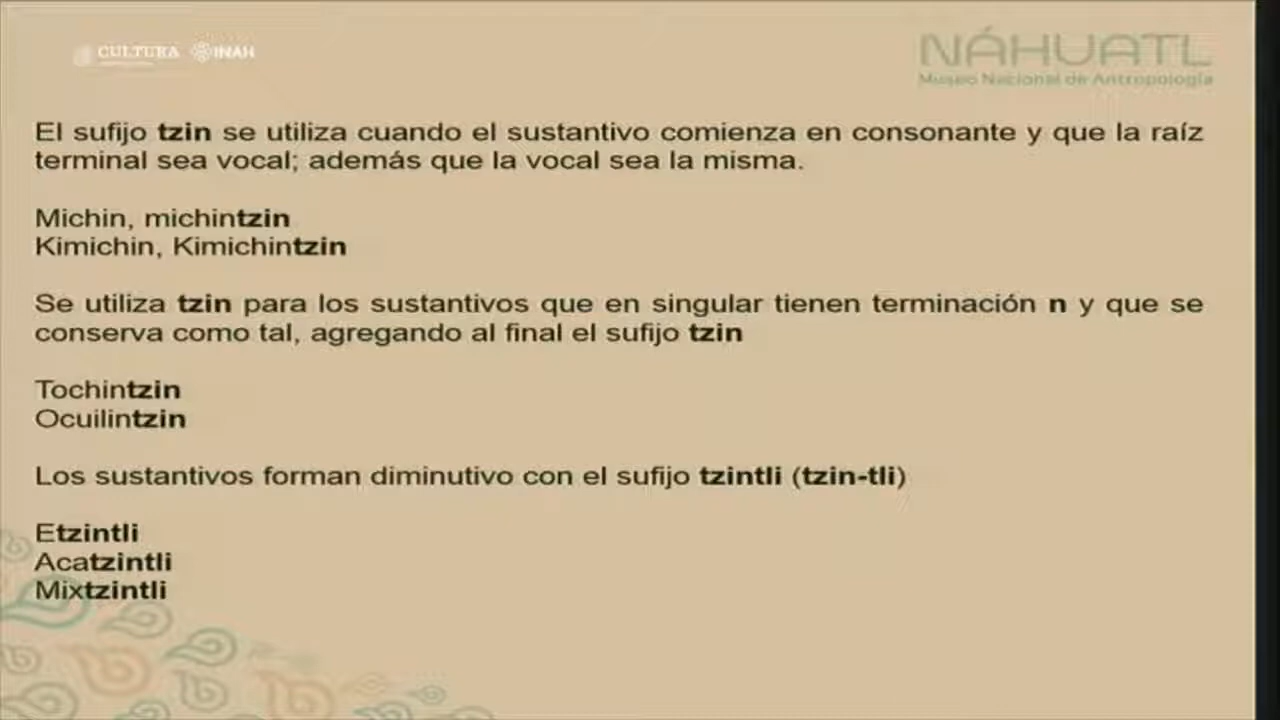 CULTURA INAH
NÁHUATL
Museo Nacional de Antropología
El sufijo tzin se utiliza cuando el sustantivo comienza en consonante y que la raíz
terminal sea vocal; además que la vocal sea la misma.
Michin, michintzin
Kimichin, Kimichintzin
Se utiliza tzin para los sustantivos que en singular tienen terminación n y que se
conserva como tal, agregando al final el sufijo tzin
Tochintzin
Ocuilintzin
Los sustantivos forman diminutivo con el sufijo tzintli (tzin-tli)
Etzintli
Acatzintli
Mixtzintli